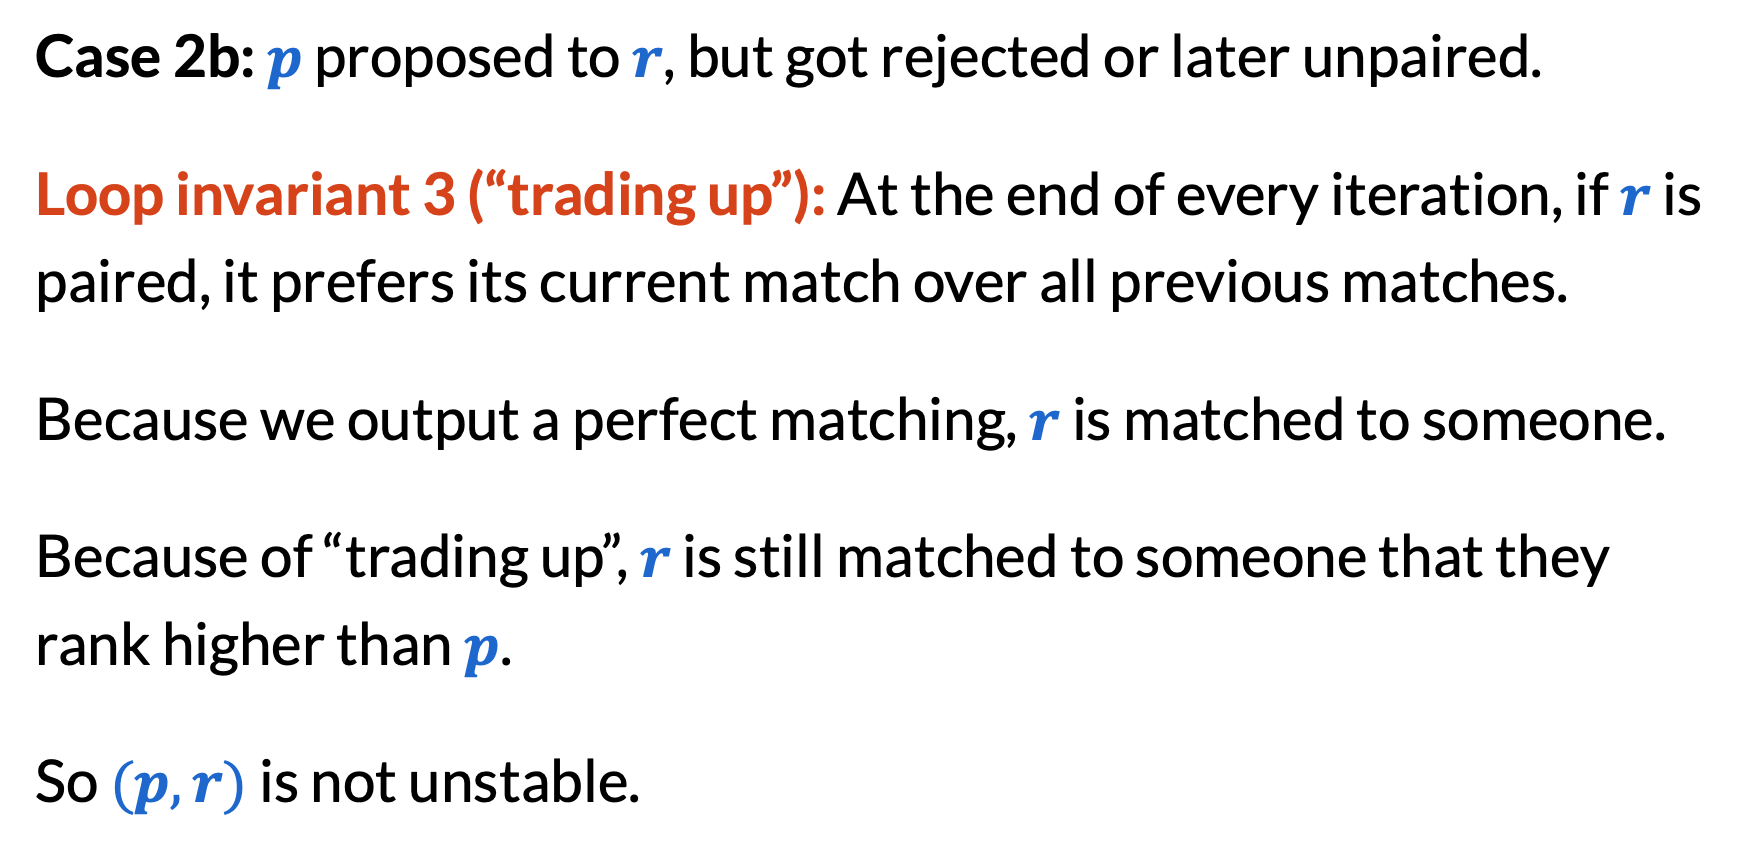 Case 2b: p proposed to r, but got rejected or later unpaired.
Loop invariant 3 (“trading up”): At the end of every iteration, if r is
paired, it prefers its current match over all previous matches.
Because we output a perfect matching, r is matched to someone.
Because of “trading up”, r is still matched to someone that they
rank higher than p.
So (p, r) is not unstable.